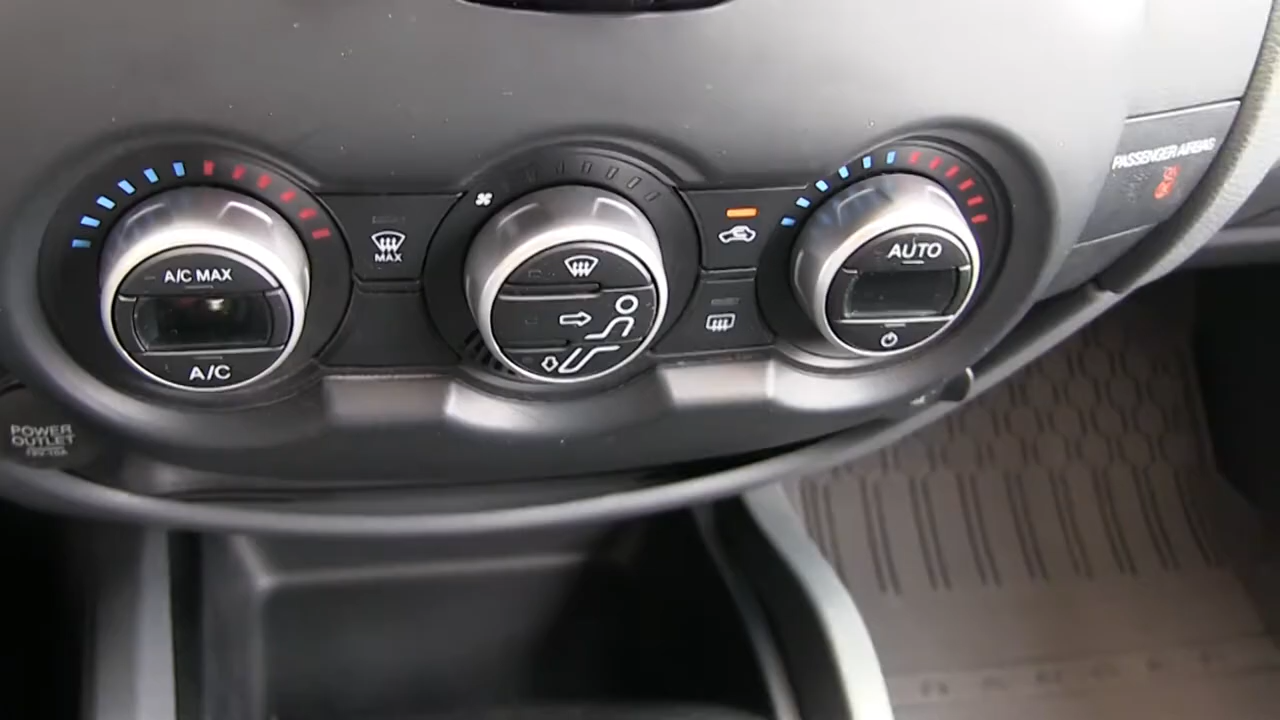 PASSENGER AIRBAG
MAX
A/C MAX
AUTO
A/C
POWER
OUTLET